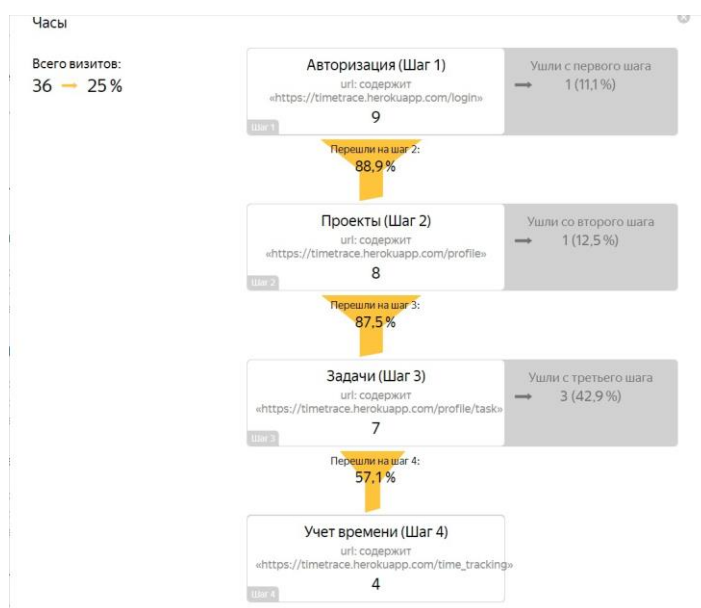 Часы
Всего визитов:
36 → 25 %
Авторизация (Шаг 1)
url: содержит
«https://timetrace.herokuapp.com/login»
9
Шаг 1
Ушли с первого шага
→ 1 (11,1 %)
Перешли на шаг 2:
88,9 %
Проекты (Шаг 2)
url: содержит
«https://timetrace.herokuapp.com/profile»
8
Шаг 2
Ушли со второго шага
→ 1 (12,5 %)
Перешли на шаг 3:
87,5 %
Задачи (Шаг 3)
url: содержит
«https://timetrace.herokuapp.com/profile/task»
7
Шаг 3
Ушли с третьего шага
→ 3 (42,9 %)
Перешли на шаг 4:
57,1 %
Учет времени (Шаг 4)
url: содержит
«https://timetrace.herokuapp.com/time_tracking»
4
Шаг 4